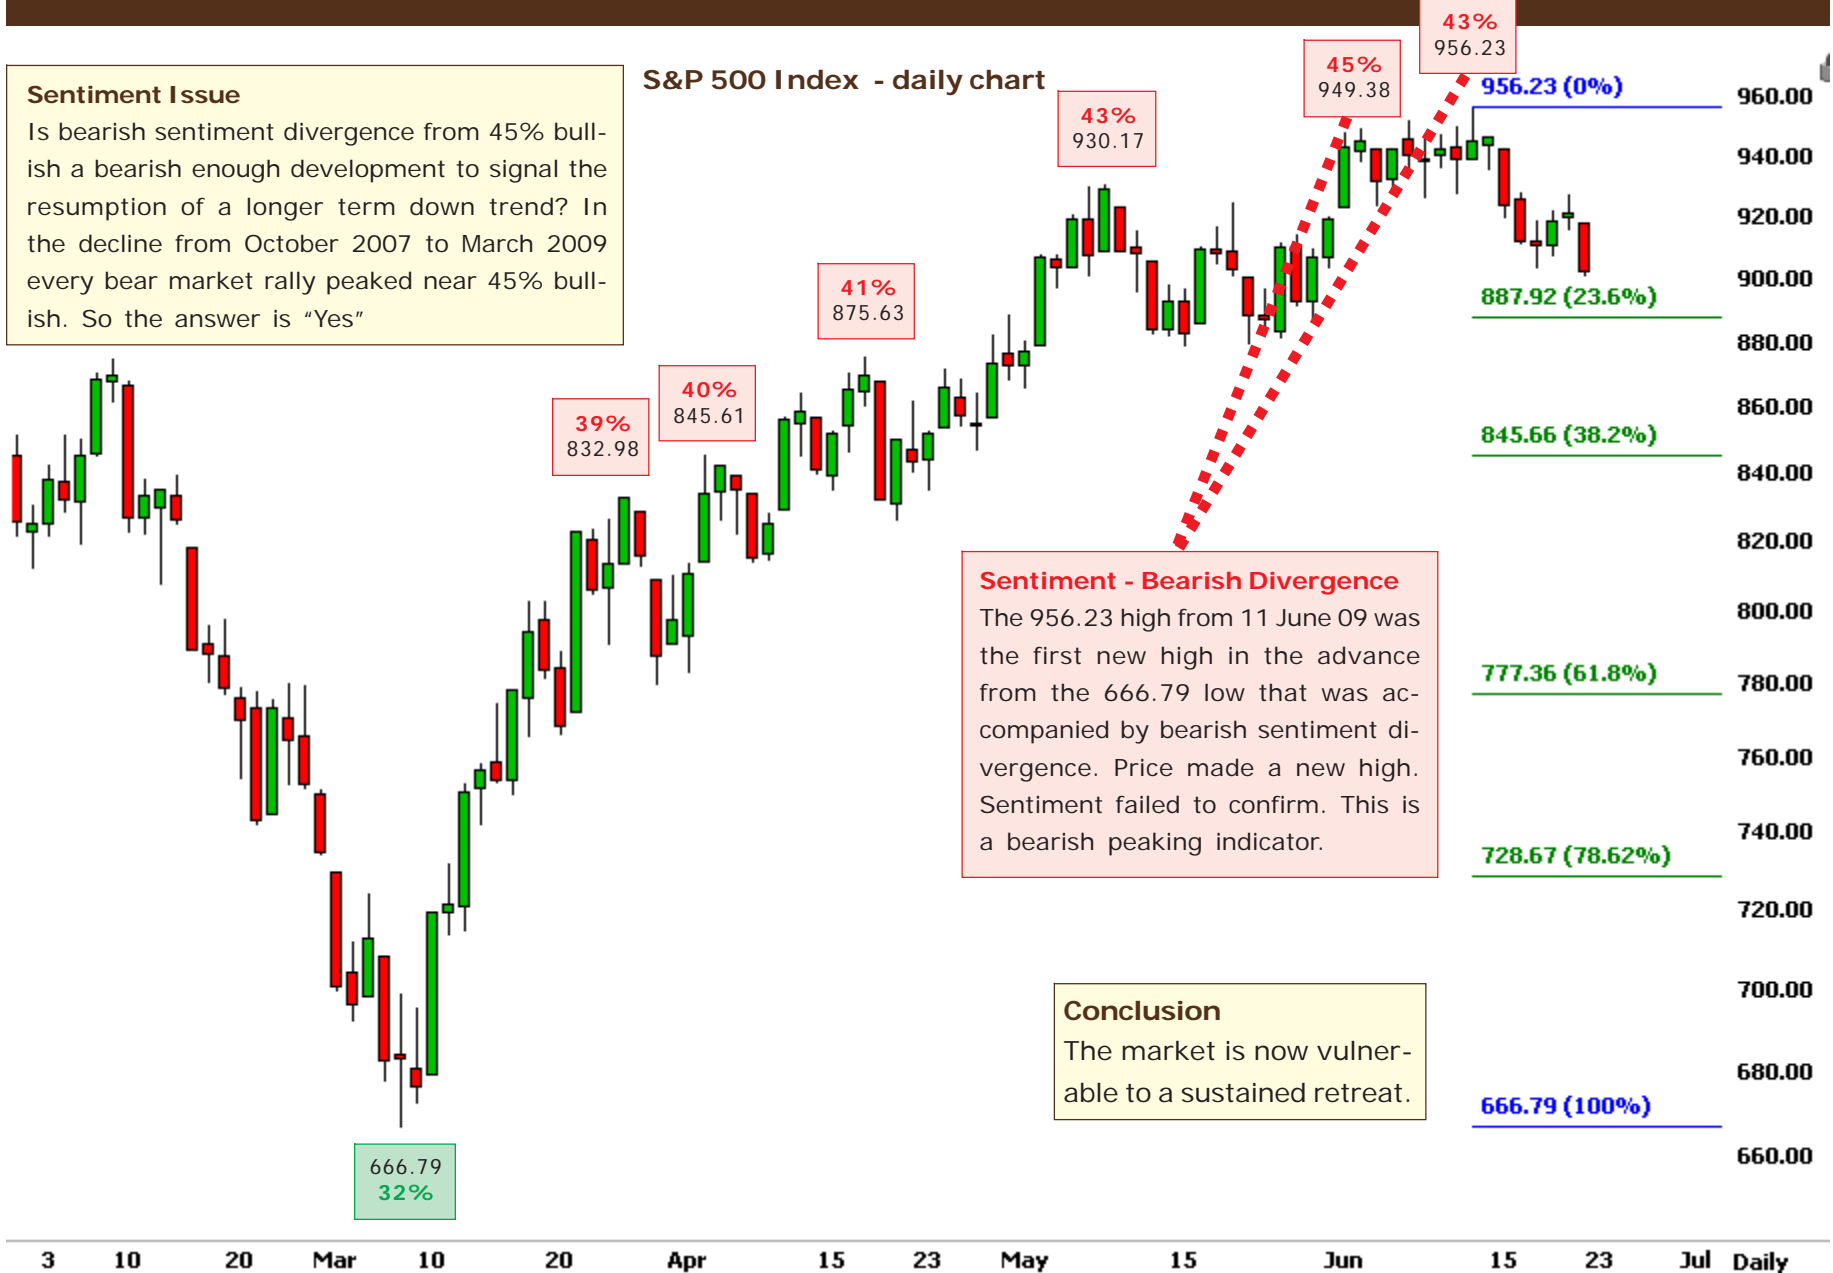 S&P 500 Index - daily chart
Sentiment Issue
Is bearish sentiment divergence from 45% bull-
ish a bearish enough development to signal the
resumption of a longer term down trend? In
the decline from October 2007 to March 2009
every bear market rally peaked near 45% bull-
ish. So the answer is “Yes”
43%
956.23
45%
949.38
43%
930.17
41%
875.63
40%
845.61
39%
832.98
666.79
32%
Sentiment - Bearish Divergence
The 956.23 high from 11 June 09 was
the first new high in the advance
from the 666.79 low that was ac-
companied by bearish sentiment di-
vergence. Price made a new high.
Sentiment failed to confirm. This is
a bearish peaking indicator.
Conclusion
The market is now vulner-
able to a sustained retreat.
956.23 (0%)
887.92 (23.6%)
845.66 (38.2%)
777.36 (61.8%)
728.67 (78.62%)
666.79 (100%)
960.00
940.00
920.00
900.00
880.00
860.00
840.00
820.00
800.00
780.00
760.00
740.00
720.00
700.00
680.00
660.00
3 10 20 Mar 10 20 Apr 15 23 May 15 Jun 15 23 Jul Daily